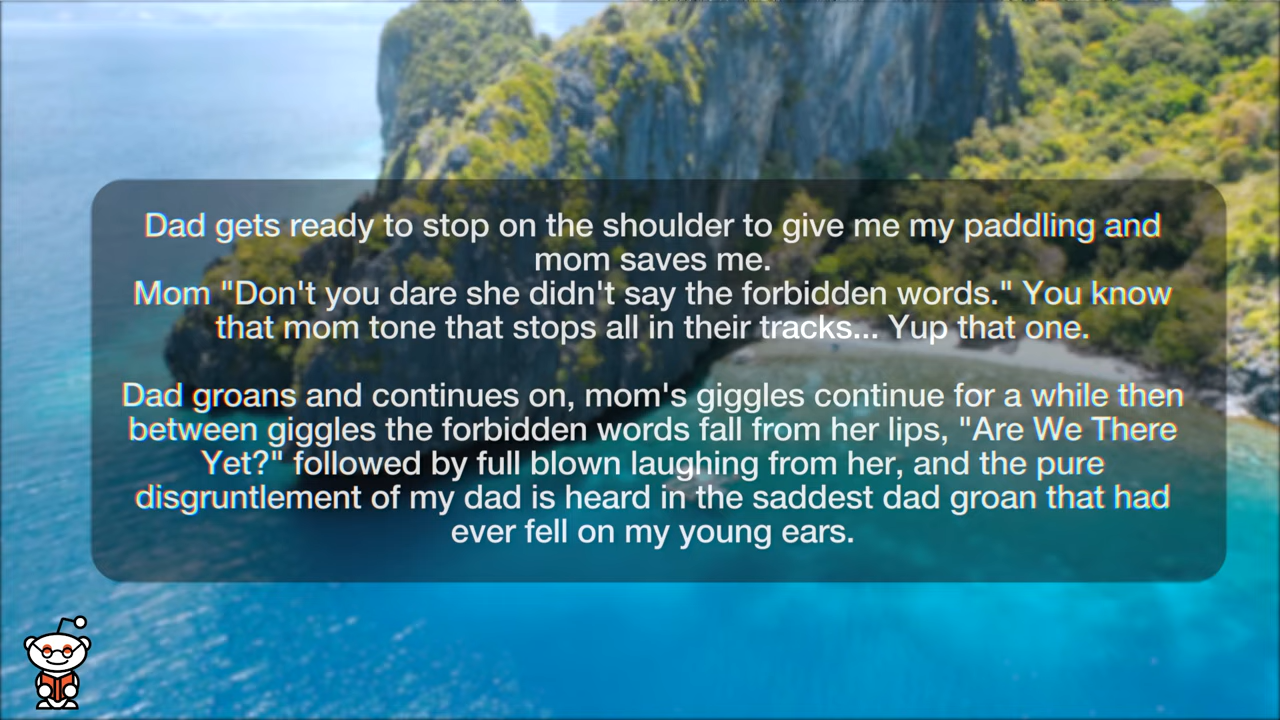 Dad gets ready to stop on the shoulder to give me my paddling and
mom saves me.
Mom "Don't you dare she didn't say the forbidden words." You know
that mom tone that stops all in their tracks... Yup that one.
Dad groans and continues on, mom's giggles continue for a while then
between giggles the forbidden words fall from her lips, "Are We There
Yet?" followed by full blown laughing from her, and the pure
disgruntlement of my dad is heard in the saddest dad groan that had
ever fell on my young ears.